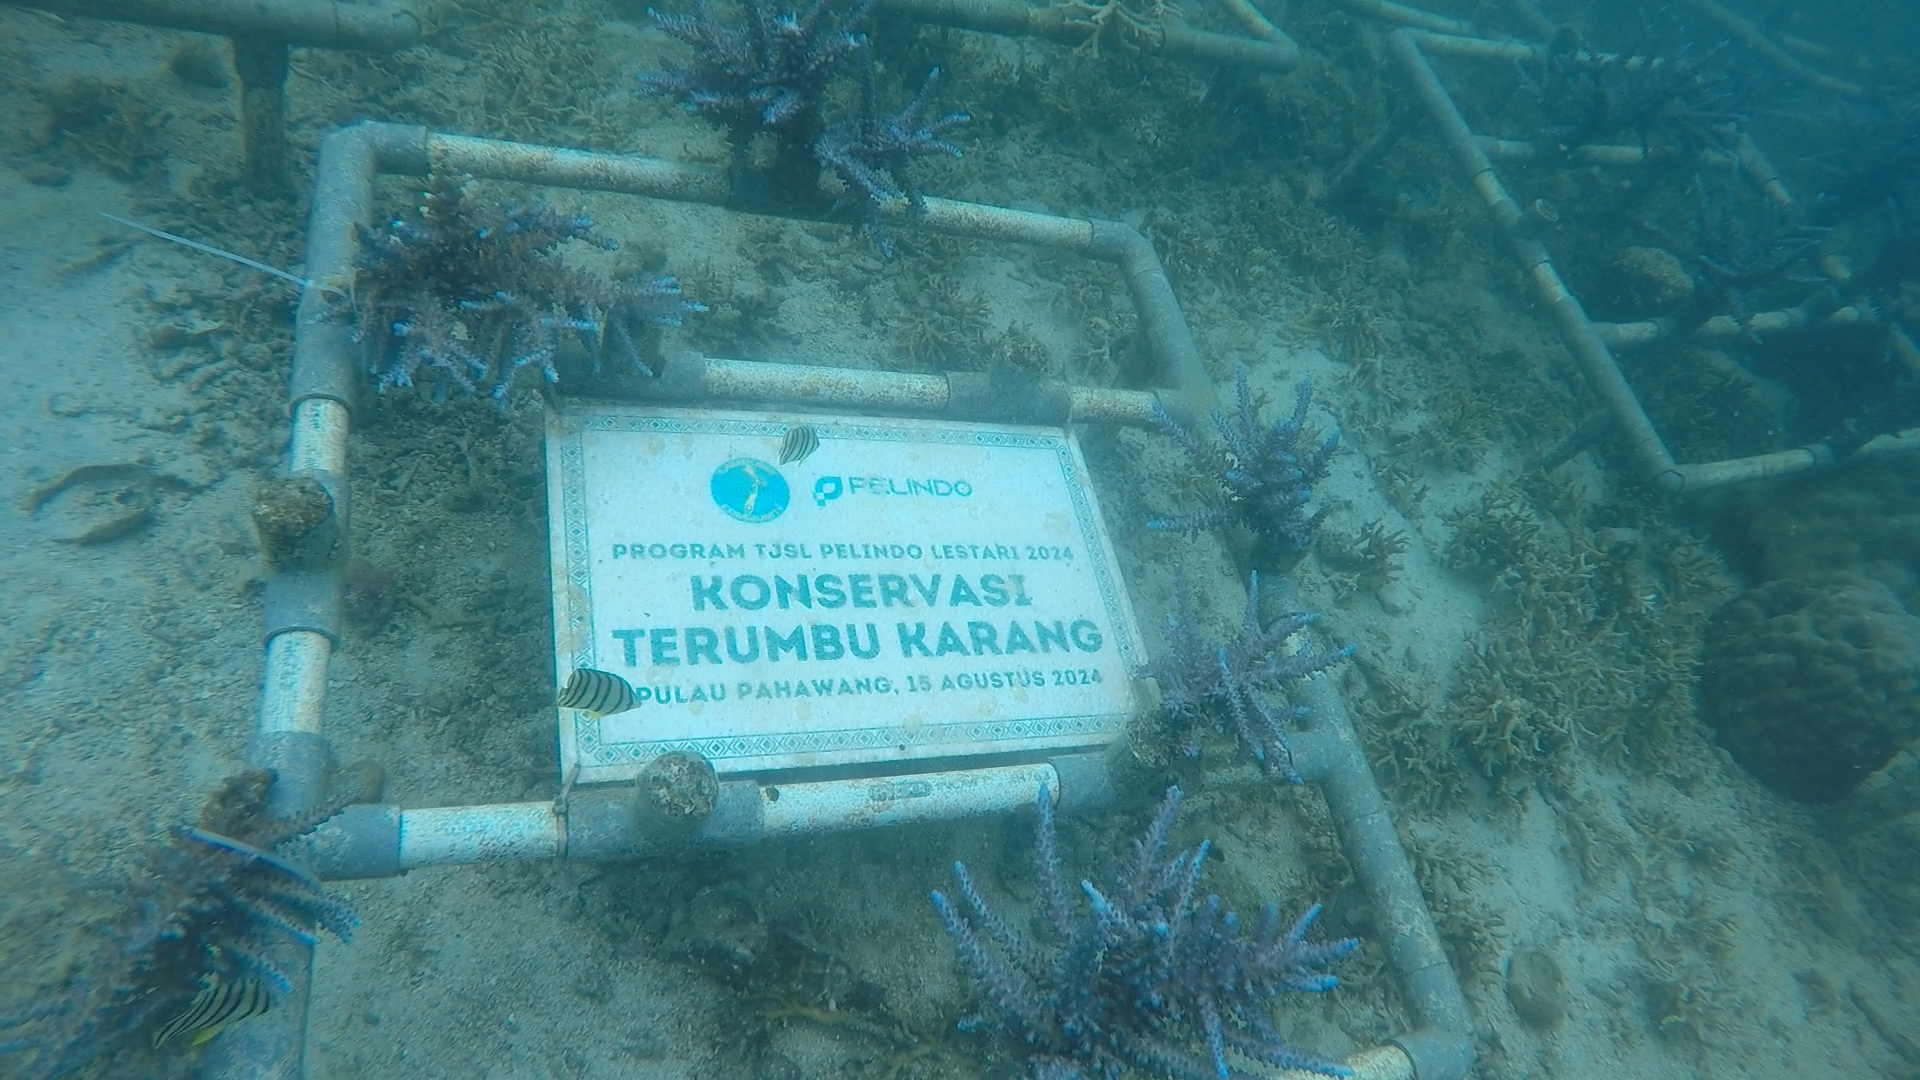 PELINDO
PROGRAM TJSL PELINDO LESTARI 2024
KONSERVASI
TERUMBU KARANG
PULAU PAHAWANG, 15 AGUSTUS 2024